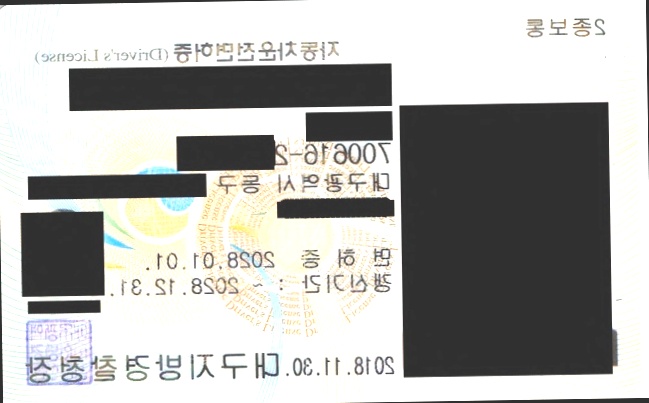 2종보통
자동차운전면허증 (Driver's License)
700616-2
대구광역시 동구
면 허 증 2028.01.01.
갱신기간 : ~ 2028.12.31.
2018.11.30. 대구지방경찰청장